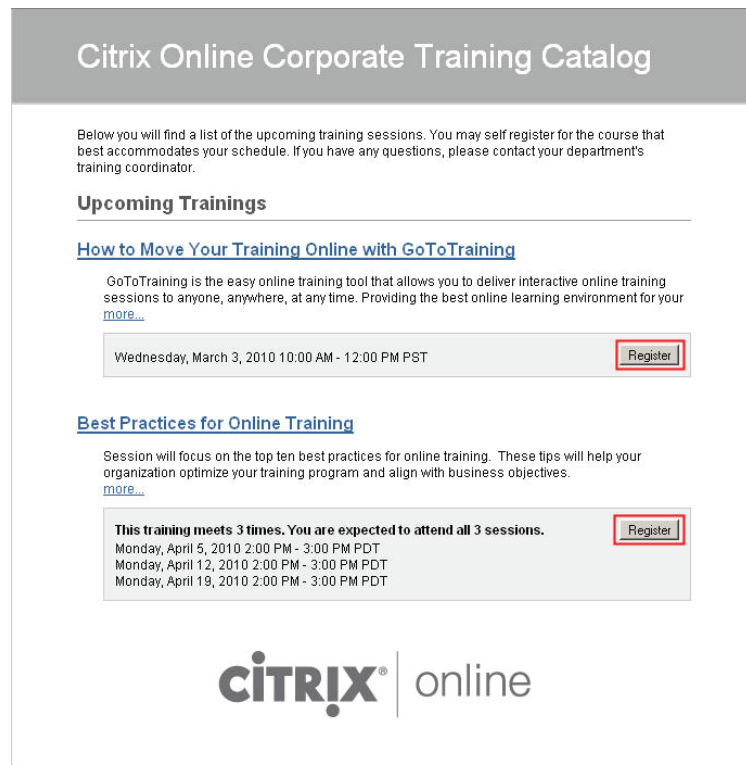 Citrix Online Corporate Training Catalog
Below you will find a list of the upcoming training sessions. You may self register for the course that
best accommodates your schedule. If you have any questions, please contact your department's
training coordinator.
Upcoming Trainings
How to Move Your Training Online with GoToTraining
GoToTraining is the easy online training tool that allows you to deliver interactive online training
sessions to anyone, anywhere, at any time. Providing the best online learning environment for your
more...
Wednesday, March 3, 2010 10:00 AM - 12:00 PM PST
Register
Best Practices for Online Training
Session will focus on the top ten best practices for online training. These tips will help your
organization optimize your training program and align with business objectives.
more...
This training meets 3 times. You are expected to attend all 3 sessions.
Register
Monday, April 5, 2010 2:00 PM - 3:00 PM PDT
Monday, April 12, 2010 2:00 PM - 3:00 PM PDT
Monday, April 19, 2010 2:00 PM - 3:00 PM PDT
CITRIX® online